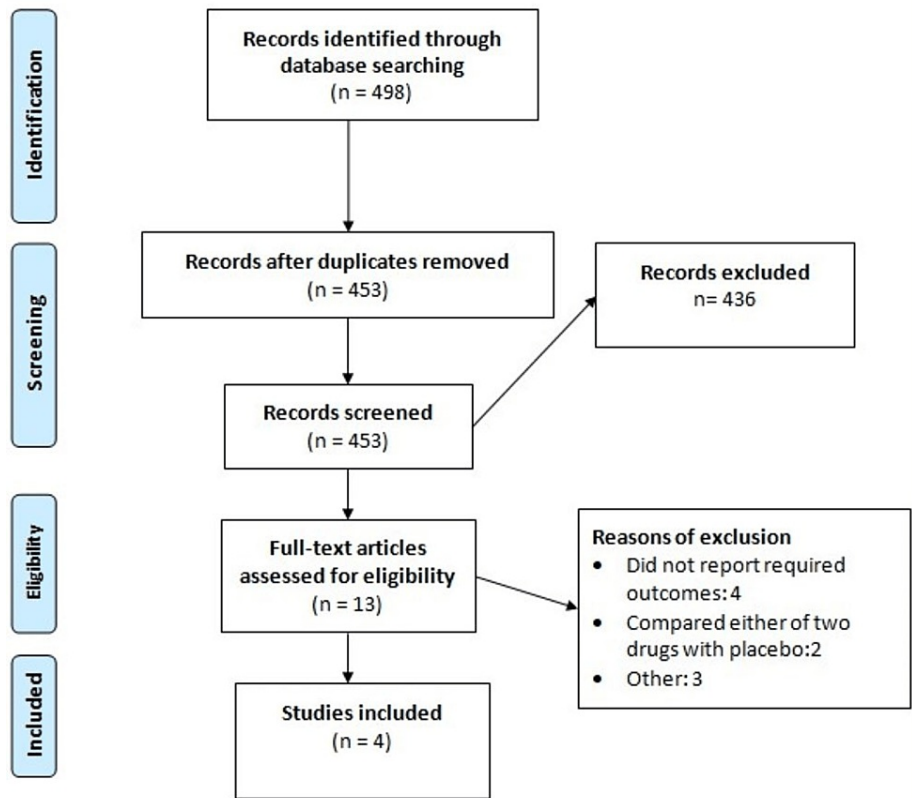 Identification
Records identified through
database searching
(n = 498)
Screening
Records after duplicates removed
(n = 453)
Records excluded
n= 436
Records screened
(n = 453)
Eligibility
Full-text articles
assessed for eligibility
(n = 13)
Reasons of exclusion
• Did not report required
outcomes: 4
• Compared either of two
drugs with placebo:2
• Other: 3
Included
Studies included
(n = 4)